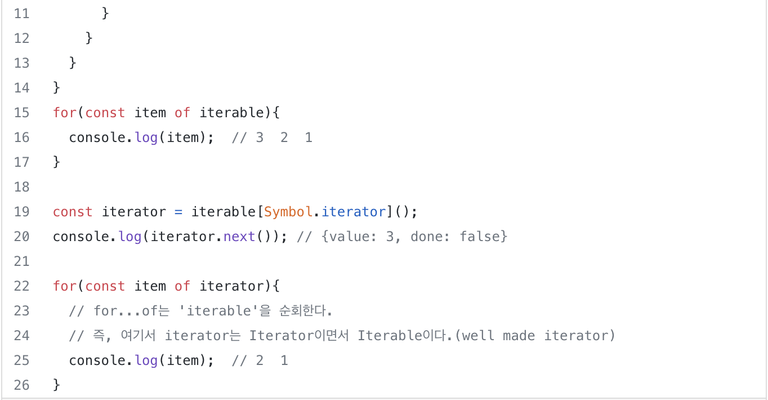 11       }
12     }
13   }
14 }
15 for(const item of iterable){
16   console.log(item);  // 3  2  1
17 }
18
19 const iterator = iterable[Symbol.iterator]();
20 console.log(iterator.next()); // {value: 3, done: false}
21
22 for(const item of iterator){
23   // for...of는 'iterable'을 순회한다.
24   // 즉, 여기서 iterator는 Iterator이면서 Iterable이다.(well made iterator)
25   console.log(item);  // 2  1
26 }